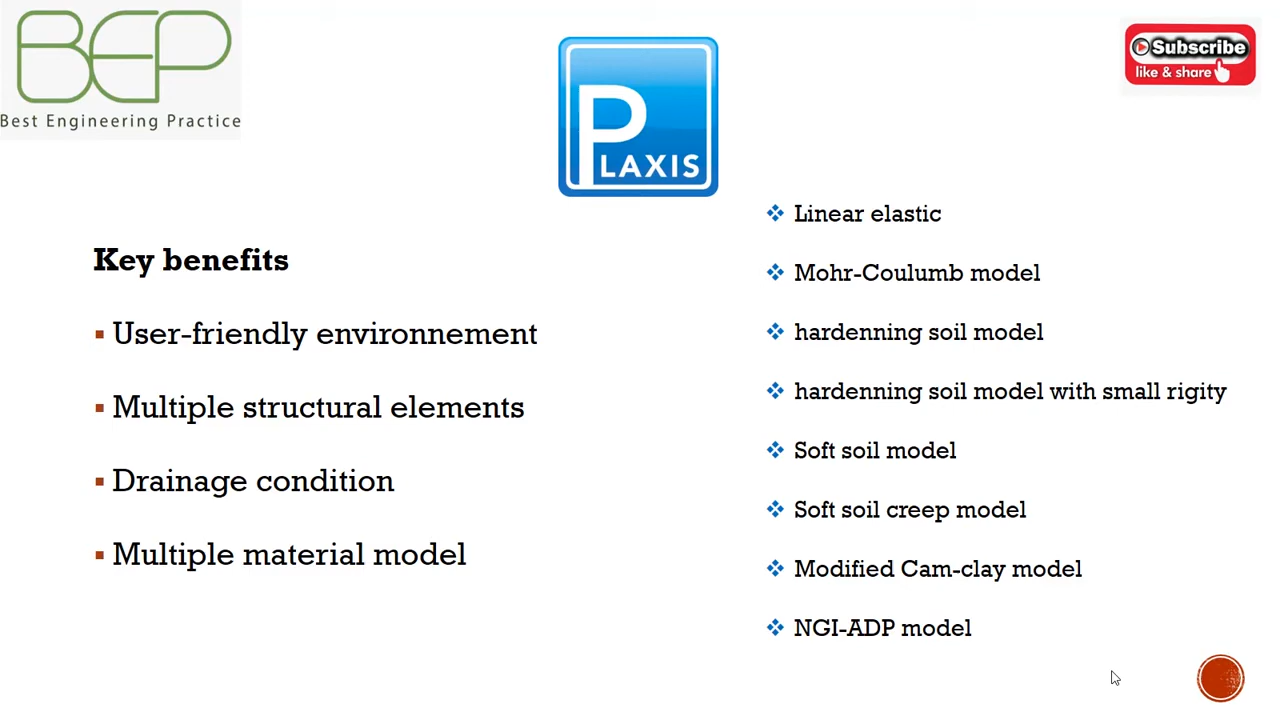 BEP
Best Engineering Practice
PLAXIS
Subscribe
like & share
Key benefits
User-friendly environnement
Multiple structural elements
Drainage condition
Multiple material model
Linear elastic
Mohr-Coulumb model
hardenning soil model
hardenning soil model with small rigity
Soft soil model
Soft soil creep model
Modified Cam-clay model
NGI-ADP model